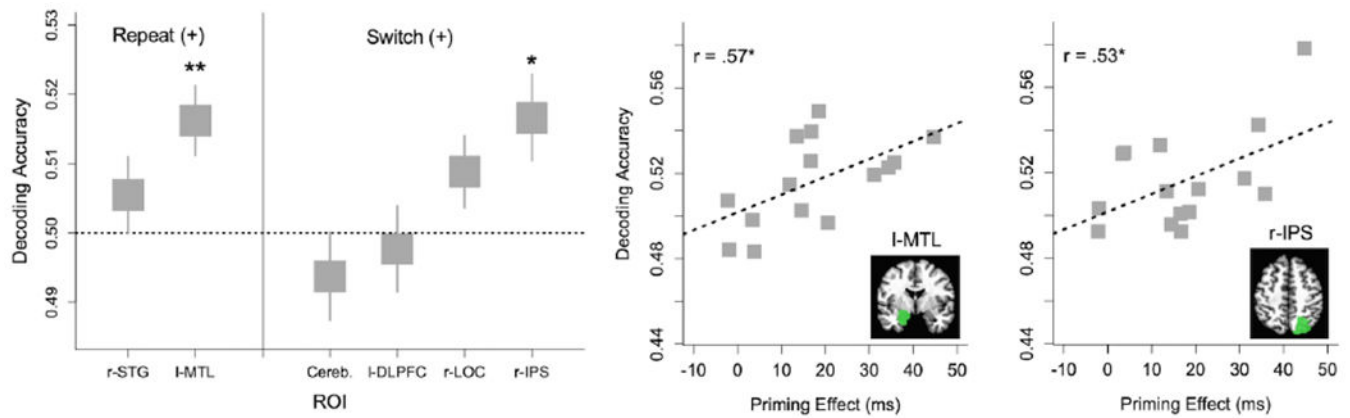 Repeat (+)
Switch (+)
**
*
Decoding Accuracy
0.53
0.52
0.51
0.50
0.49
r-STG
l-MTL
Cereb.
l-DLPFC
r-LOC
r-IPS
ROI
r = .57*
Decoding Accuracy
0.56
0.52
0.48
0.44
l-MTL
-10 0 10 20 30 40 50
Priming Effect (ms)
r = .53*
0.56
0.52
0.48
0.44
r-IPS
-10 0 10 20 30 40 50
Priming Effect (ms)